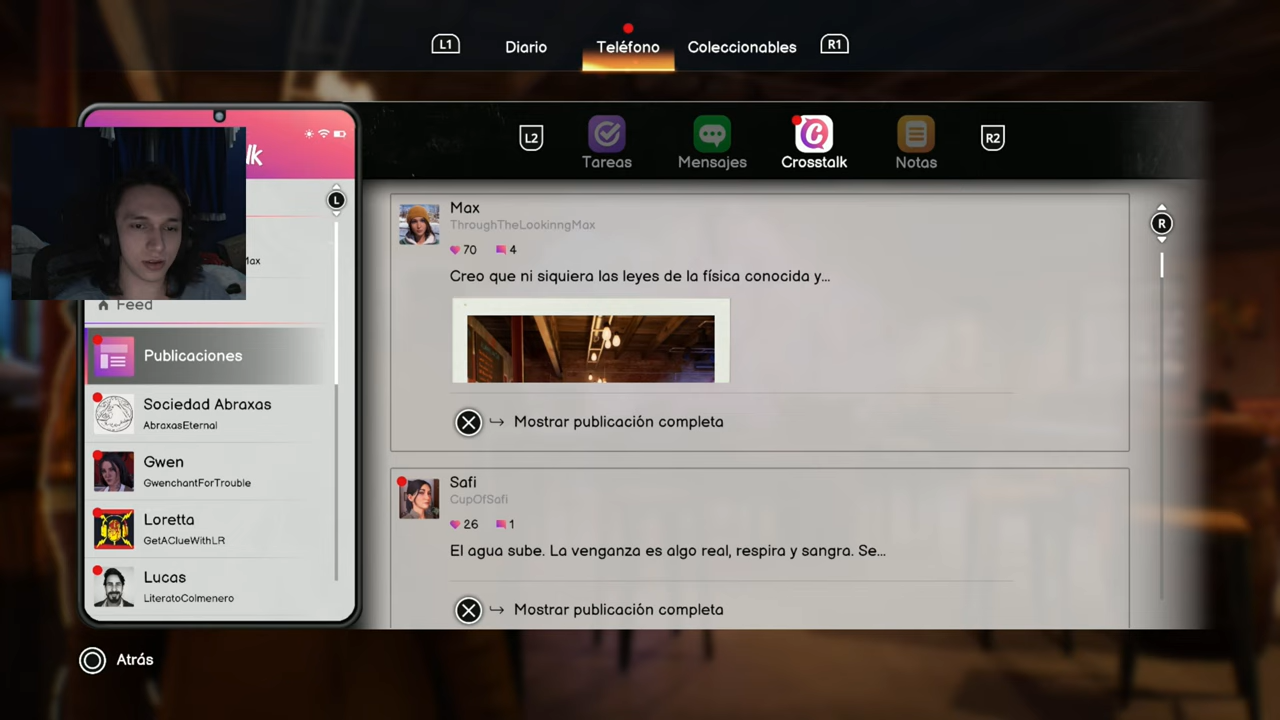 L1
Diario
Teléfono
Coleccionables
R1
L2
Tareas
Mensajes
Crosstalk
Notas
R2
lk
L
Max
Feed
Publicaciones
Sociedad Abraxas
AbraxasEternal
Gwen
GwenchantForTrouble
Loretta
GetAClueWithLR
Lucas
LiteratoColmenero
Max
ThroughTheLookinngMax
70
4
Creo que ni siquiera las leyes de la física conocida y...
Mostrar publicación completa
R
Safi
CupOfSafi
26
1
El agua sube. La venganza es algo real, respira y sangra. Se...
Mostrar publicación completa
Atrás